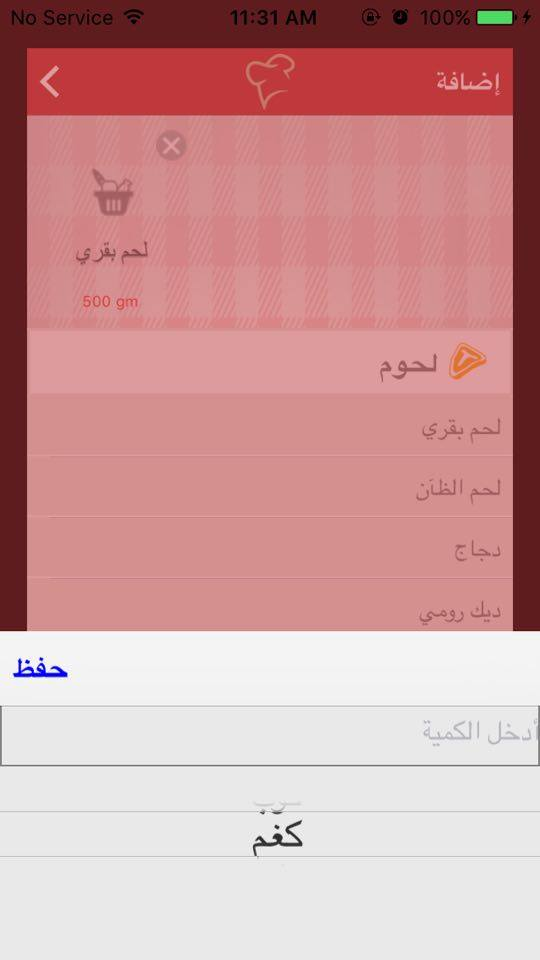 No Service 11:31 AM 100%
إضافة
لحم بقري
500 gm
لحوم
لحم بقري
لحم الظآن
دجاج
ديك رومي
حفظ
أدخل الكمية
كغم